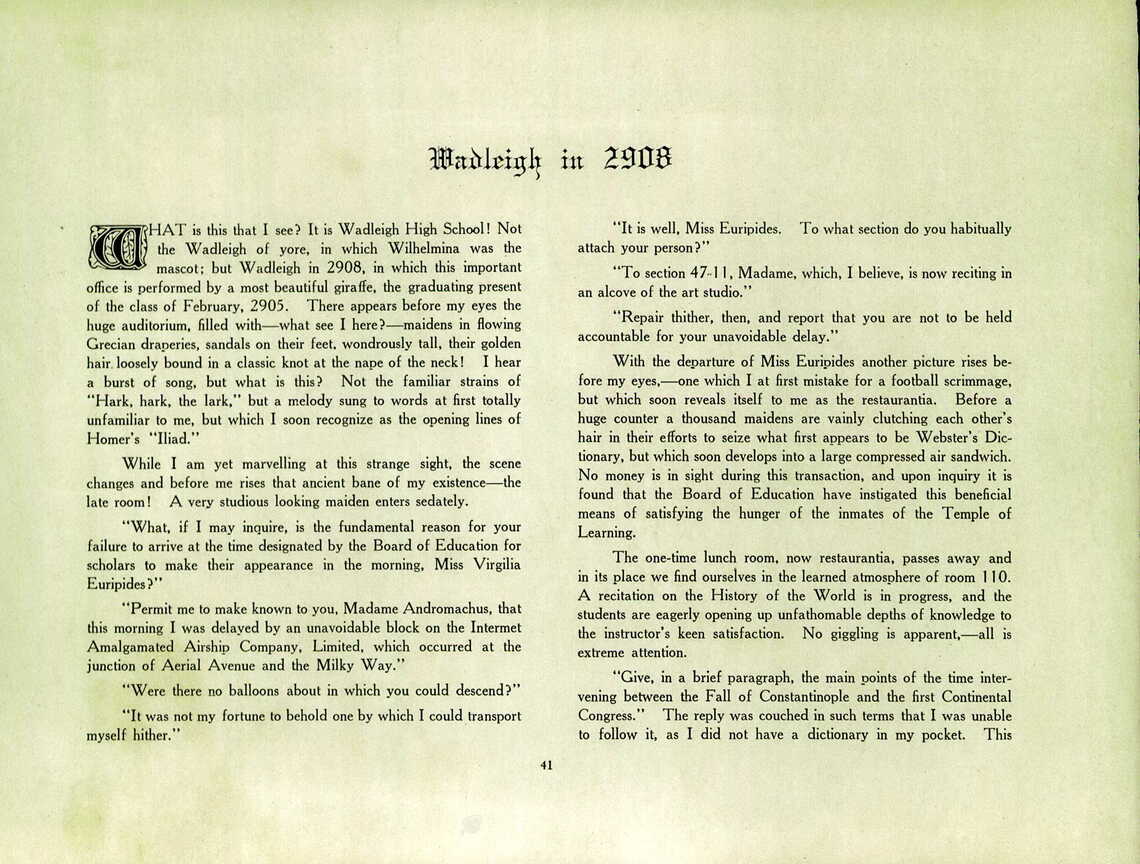 Wadleigh in 2908
WHAT is this that I see? It is Wadleigh High School! Not
the Wadleigh of yore, in which Wilhelmina was the
mascot; but Wadleigh in 2908, in which this important
office is performed by a most beautiful giraffe, the graduating present
of the class of February, 2905. There appears before my eyes the
huge auditorium, filled with—what see I here?—maidens in flowing
Grecian draperies, sandals on their feet, wondrously tall, their golden
hair loosely bound in a classic knot at the nape of the neck! I hear
a burst of song, but what is this? Not the familiar strains of
"Hark, hark, the lark," but a melody sung to words at first totally
unfamiliar to me, but which I soon recognize as the opening lines of
Homer's "Iliad."
While I am yet marvelling at this strange sight, the scene
changes and before me rises that ancient bane of my existence—the
late room! A very studious looking maiden enters sedately.
"What, if I may inquire, is the fundamental reason for your
failure to arrive at the time designated by the Board of Education for
scholars to make their appearance in the morning, Miss Virgilia
Euripides?"
"Permit me to make known to you, Madame Andromachus, that
this morning I was delayed by an unavoidable block on the Internet
Amalgamated Airship Company, Limited, which occurred at the
junction of Aerial Avenue and the Milky Way."
"Were there no balloons about in which you could descend?"
"It was not my fortune to behold one by which I could transport
myself hither."
"It is well, Miss Euripides. To what section do you habitually
attach your person?"
"To section 47-11, Madame, which, I believe, is now reciting in
an alcove of the art studio."
"Repair thither, then, and report that you are not to be held
accountable for your unavoidable delay."
With the departure of Miss Euripides another picture rises be-
fore my eyes,—one which I at first mistake for a football scrimmage,
but which soon reveals itself to me as the restaurantia. Before a
huge counter a thousand maidens are vainly clutching each other's
hair in their efforts to seize what first appears to be Webster's Dic-
tionary, but which soon develops into a large compressed air sandwich.
No money is in sight during this transaction, and upon inquiry it is
found that the Board of Education have instigated this beneficial
means of satisfying the hunger of the inmates of the Temple of
Learning.
The one-time lunch room, now restaurantia, passes away and
in its place we find ourselves in the learned atmosphere of room 110.
A recitation on the History of the World is in progress, and the
students are eagerly opening up unfathomable depths of knowledge to
the instructor's keen satisfaction. No giggling is apparent,—all is
extreme attention.
"Give, in a brief paragraph, the main points of the time inter-
vening between the Fall of Constantinople and the first Continental
Congress." The reply was couched in such terms that I was unable
to follow it, as I did not have a dictionary in my pocket. This
41